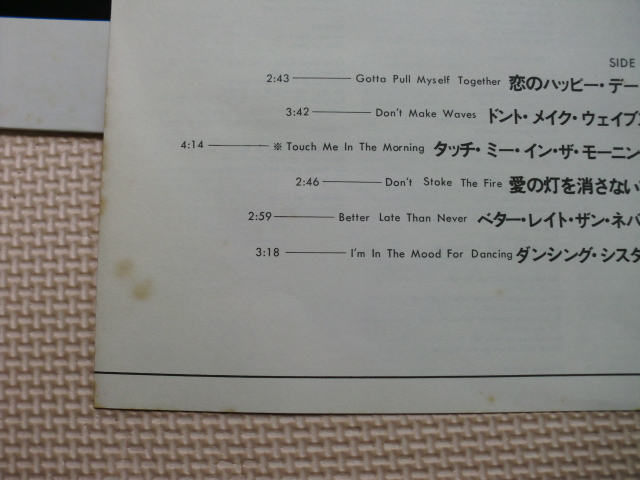 SIDE
2:43 Gotta Pull Myself Together 恋のハッピー・デー
3:42 Don't Make Waves ドント・メイク・ウェイブ
4:14 ※ Touch Me In The Morning タッチ・ミー・イン・ザ・モーニン
2:46 Don't Stoke The Fire 愛の灯を消さない
2:59 Better Late Than Never ベター・レイト・ザン・ネバ
3:18 I'm In The Mood For Dancing ダンシング・シスタ